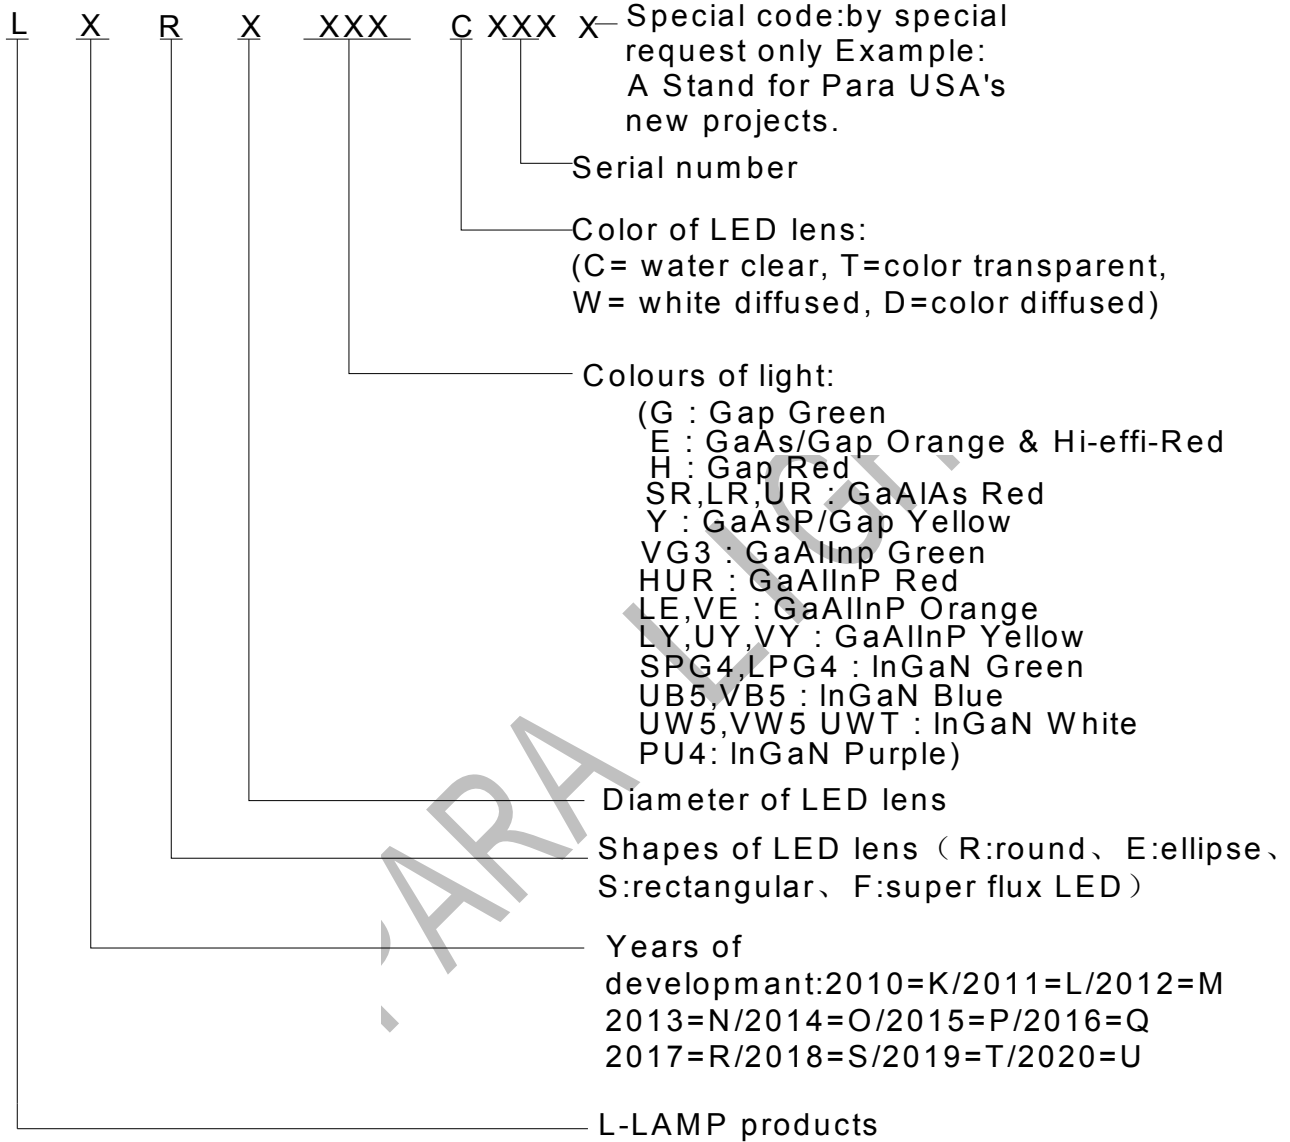 L X R X XXX C XXX X
Special code:by special
request only Example:
A Stand for Para USA's
new projects.
Serial number
Color of LED lens:
(C= water clear, T=color transparent,
W= white diffused, D=color diffused)
Colours of light:
(G : Gap Green
E : GaAs/Gap Orange & Hi-effi-Red
H : Gap Red
SR,LR,UR : GaAlAs Red
Y : GaAsP/Gap Yellow
VG3 : GaAlInp Green
HUR : GaAlInP Red
LE,VE : GaAlInP Orange
LY,UY,VY : GaAlInP Yellow
SPG4,LPG4 : InGaN Green
UB5,VB5 : InGaN Blue
UW5,VW5 UWT : InGaN White
PU4: InGaN Purple)
Diameter of LED lens
Shapes of LED lens（R:round、E:ellipse、
S:rectangular、F:super flux LED）
Years of
developmant:2010=K/2011=L/2012=M
2013=N/2014=O/2015=P/2016=Q
2017=R/2018=S/2019=T/2020=U
L-LAMP products